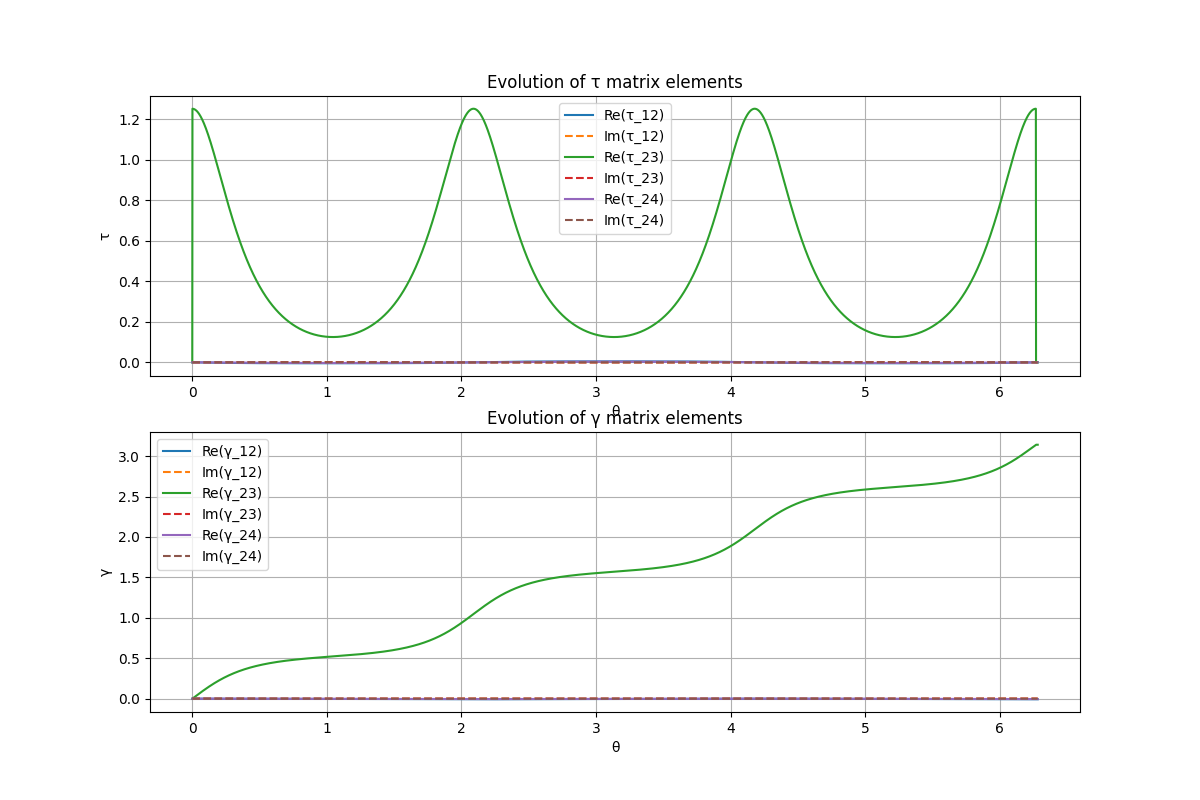 Evolution of τ matrix elements
τ
1.2
1.0
0.8
0.6
0.4
0.2
0.0
Re(τ_12)
Im(τ_12)
Re(τ_23)
Im(τ_23)
Re(τ_24)
Im(τ_24)
0 1 2 3 4 5 6
θ
Evolution of γ matrix elements
γ
3.0
2.5
2.0
1.5
1.0
0.5
0.0
Re(γ_12)
Im(γ_12)
Re(γ_23)
Im(γ_23)
Re(γ_24)
Im(γ_24)
0 1 2 3 4 5 6
θ